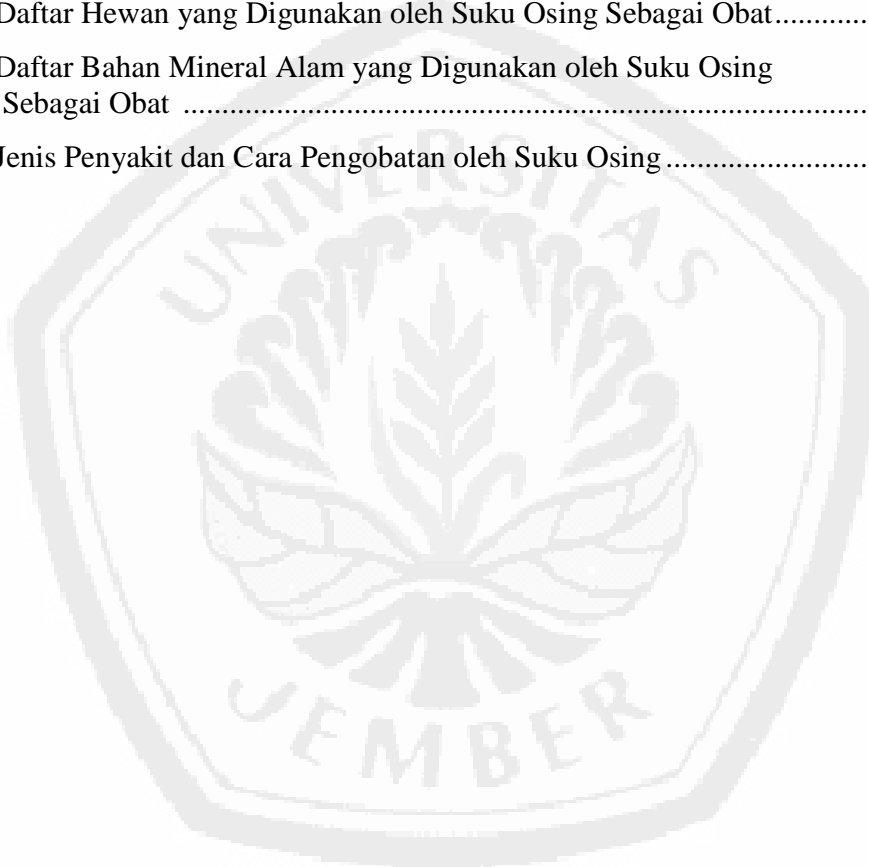 Daftar Hewan yang Digunakan oleh Suku Osing Sebagai Obat............
Daftar Bahan Mineral Alam yang Digunakan oleh Suku Osing
Sebagai Obat .........................................................................................
Jenis Penyakit dan Cara Pengobatan oleh Suku Osing..........................
UNIVERSITAS
JEMBER